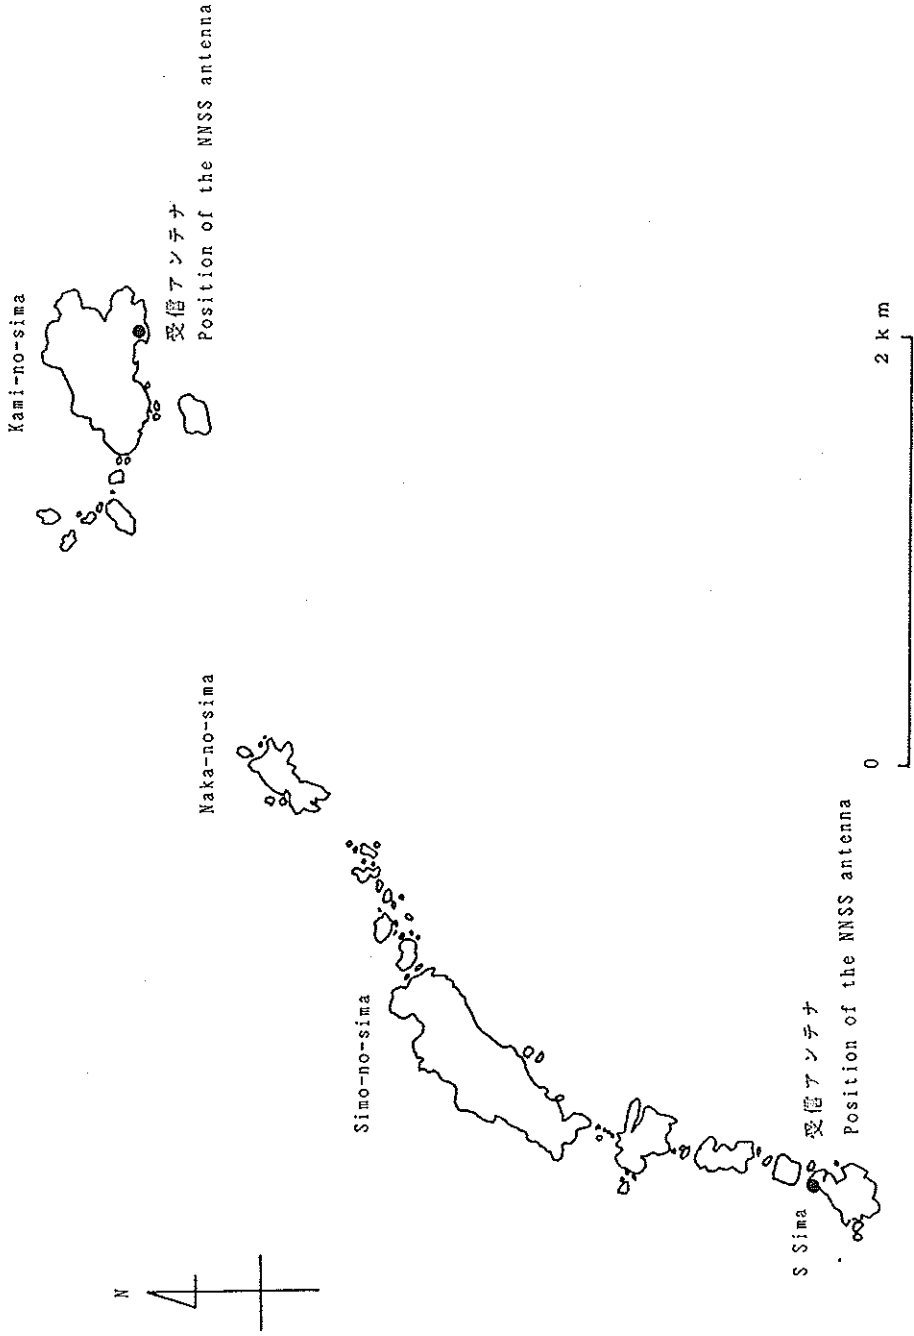 Kami-no-sima
受信アンテナ
Position of the NNSS antenna
Naka-no-sima
Simo-no-sima
S Sima
受信アンテナ
Position of the NNSS antenna
N
0
2 km